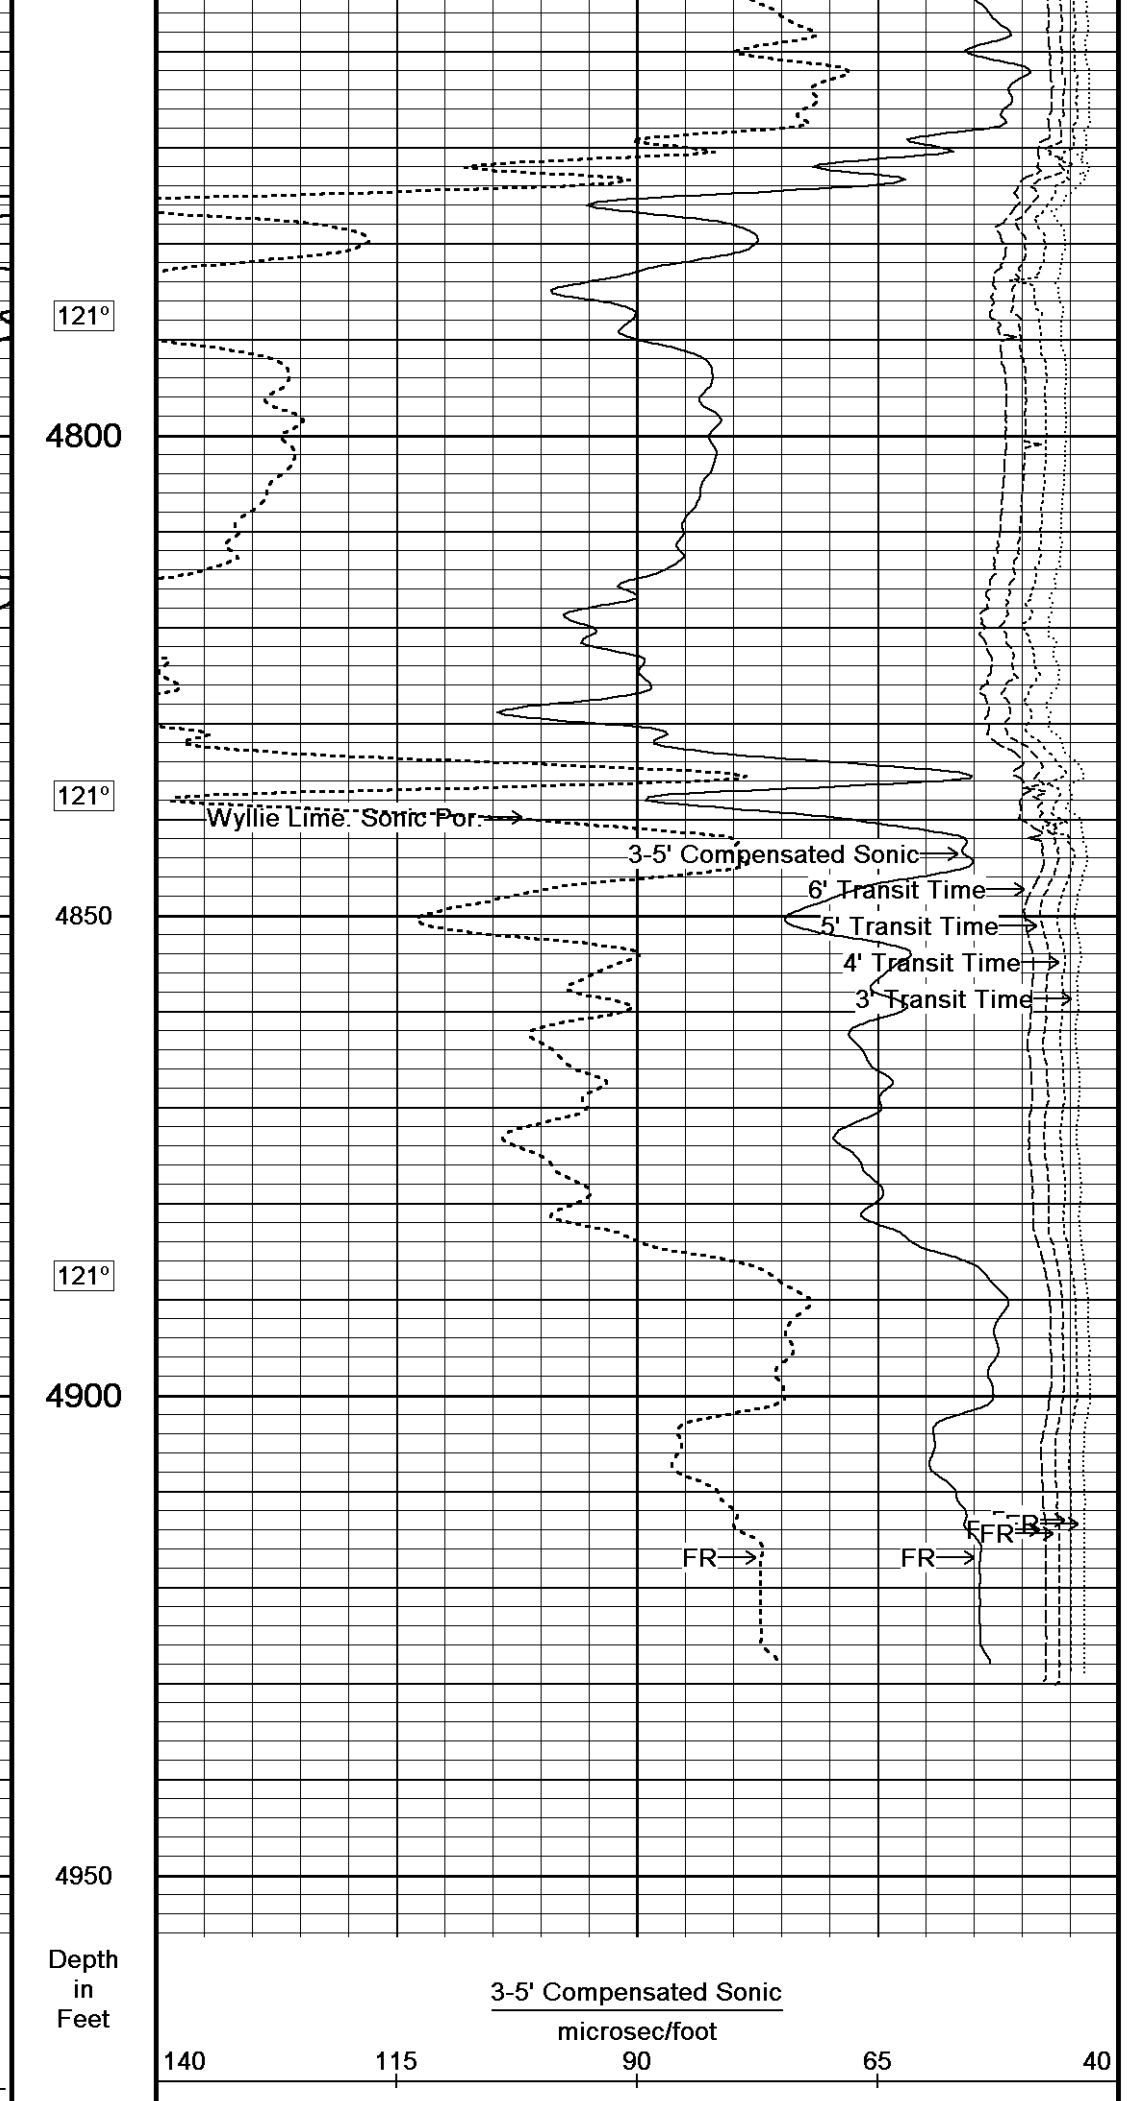 121°
4800
121°
Wyllie Lime. Sonic Por.
3-5' Compensated Sonic
6' Transit Time
4850
5' Transit Time
4' Transit Time
3' Transit Time
121°
4900
FR
FR
FR
FR
4950
Depth
in
Feet
3-5' Compensated Sonic
microsec/foot
140 115 90 65 40